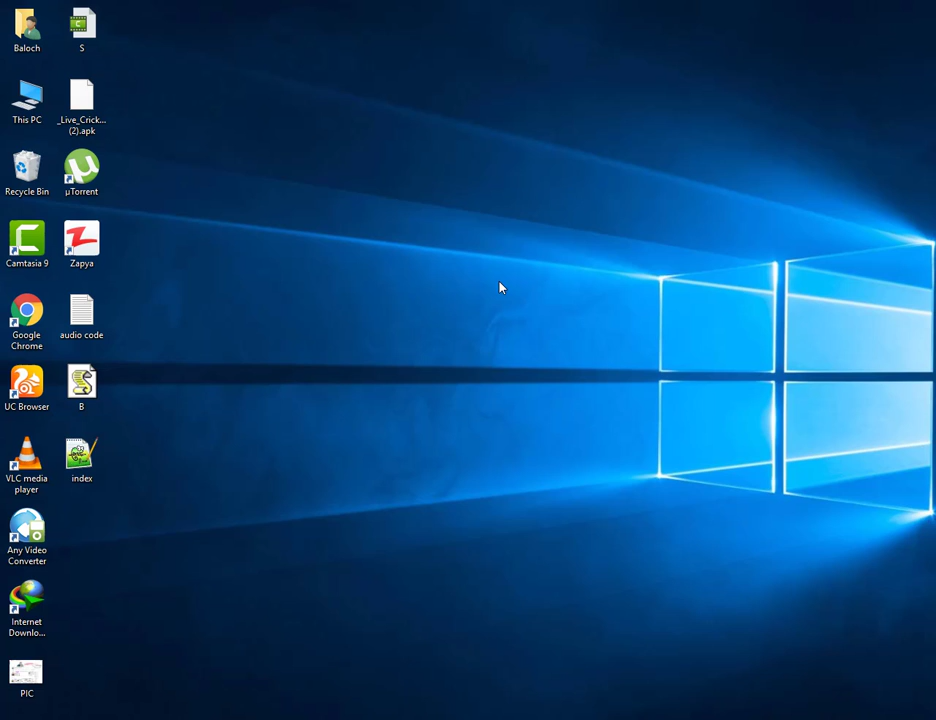 Baloch
S
This PC
_Live_Crick...
(2).apk
Recycle Bin
µTorrent
Camtasia 9
Zapya
Google
Chrome
audio code
UC Browser
B
VLC media
player
index
Any Video
Converter
Internet
Downlo...
PIC